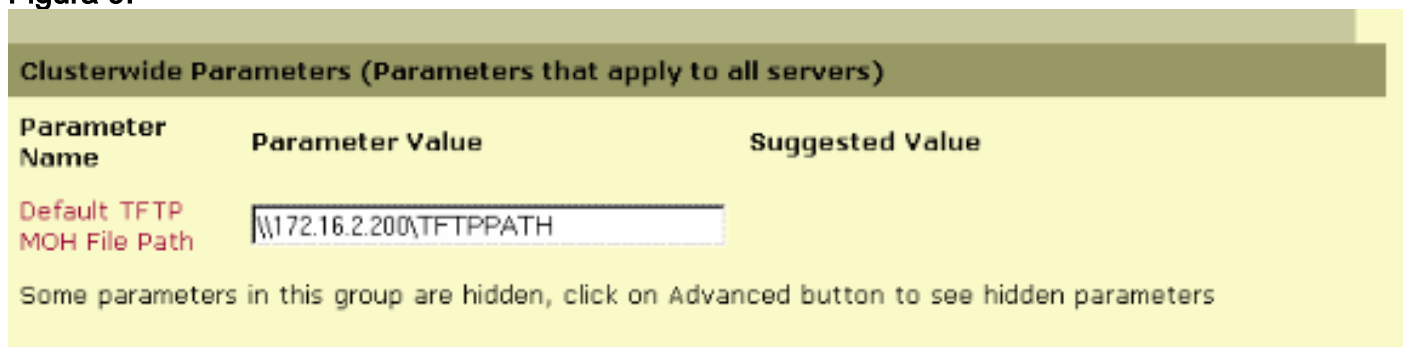 Clusterwide Parameters (Parameters that apply to all servers)
Parameter Name
Parameter Value
Suggested Value
Default TFTP
MOH File Path
\\172.16.2.200\TFTPPATH
Some parameters in this group are hidden, click on Advanced button to see hidden parameters